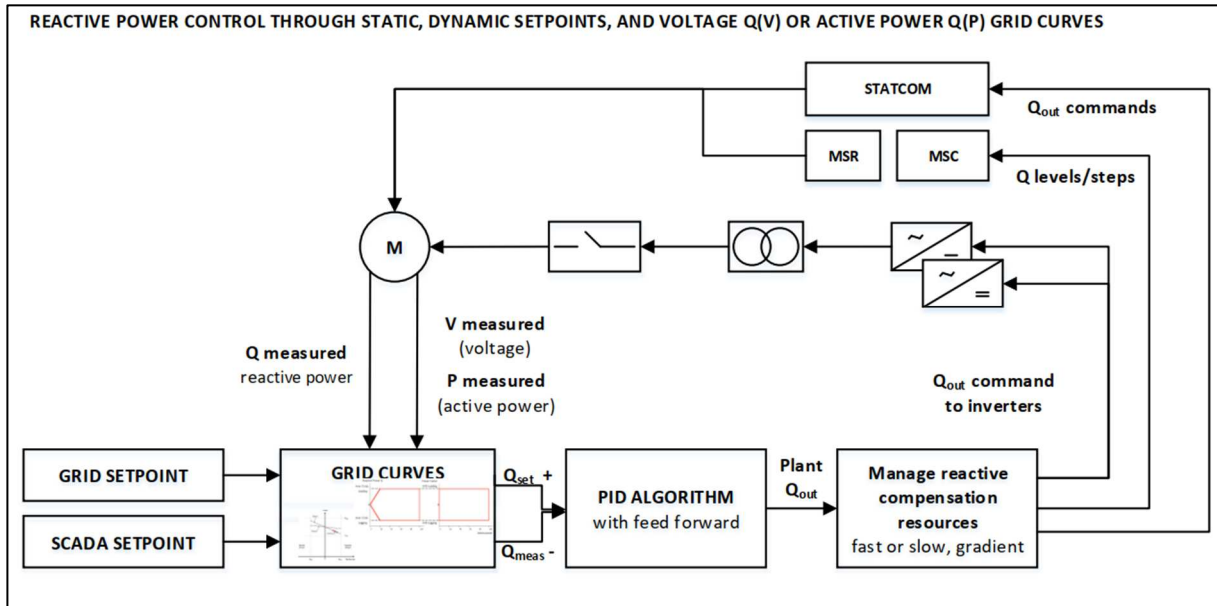 REACTIVE POWER CONTROL THROUGH STATIC, DYNAMIC SETPOINTS, AND VOLTAGE Q(V) OR ACTIVE POWER Q(P) GRID CURVES
STATCOM
Qout commands
MSR
MSC
Q levels/steps
M
~
=
~
=
V measured
(voltage)
Q measured
reactive power
P measured
(active power)
Qout command
to inverters
GRID SETPOINT
SCADA SETPOINT
GRID CURVES
Qset +
Qmeas -
PID ALGORITHM
with feed forward
Plant
Qout
Manage reactive
compensation
resources
fast or slow, gradient